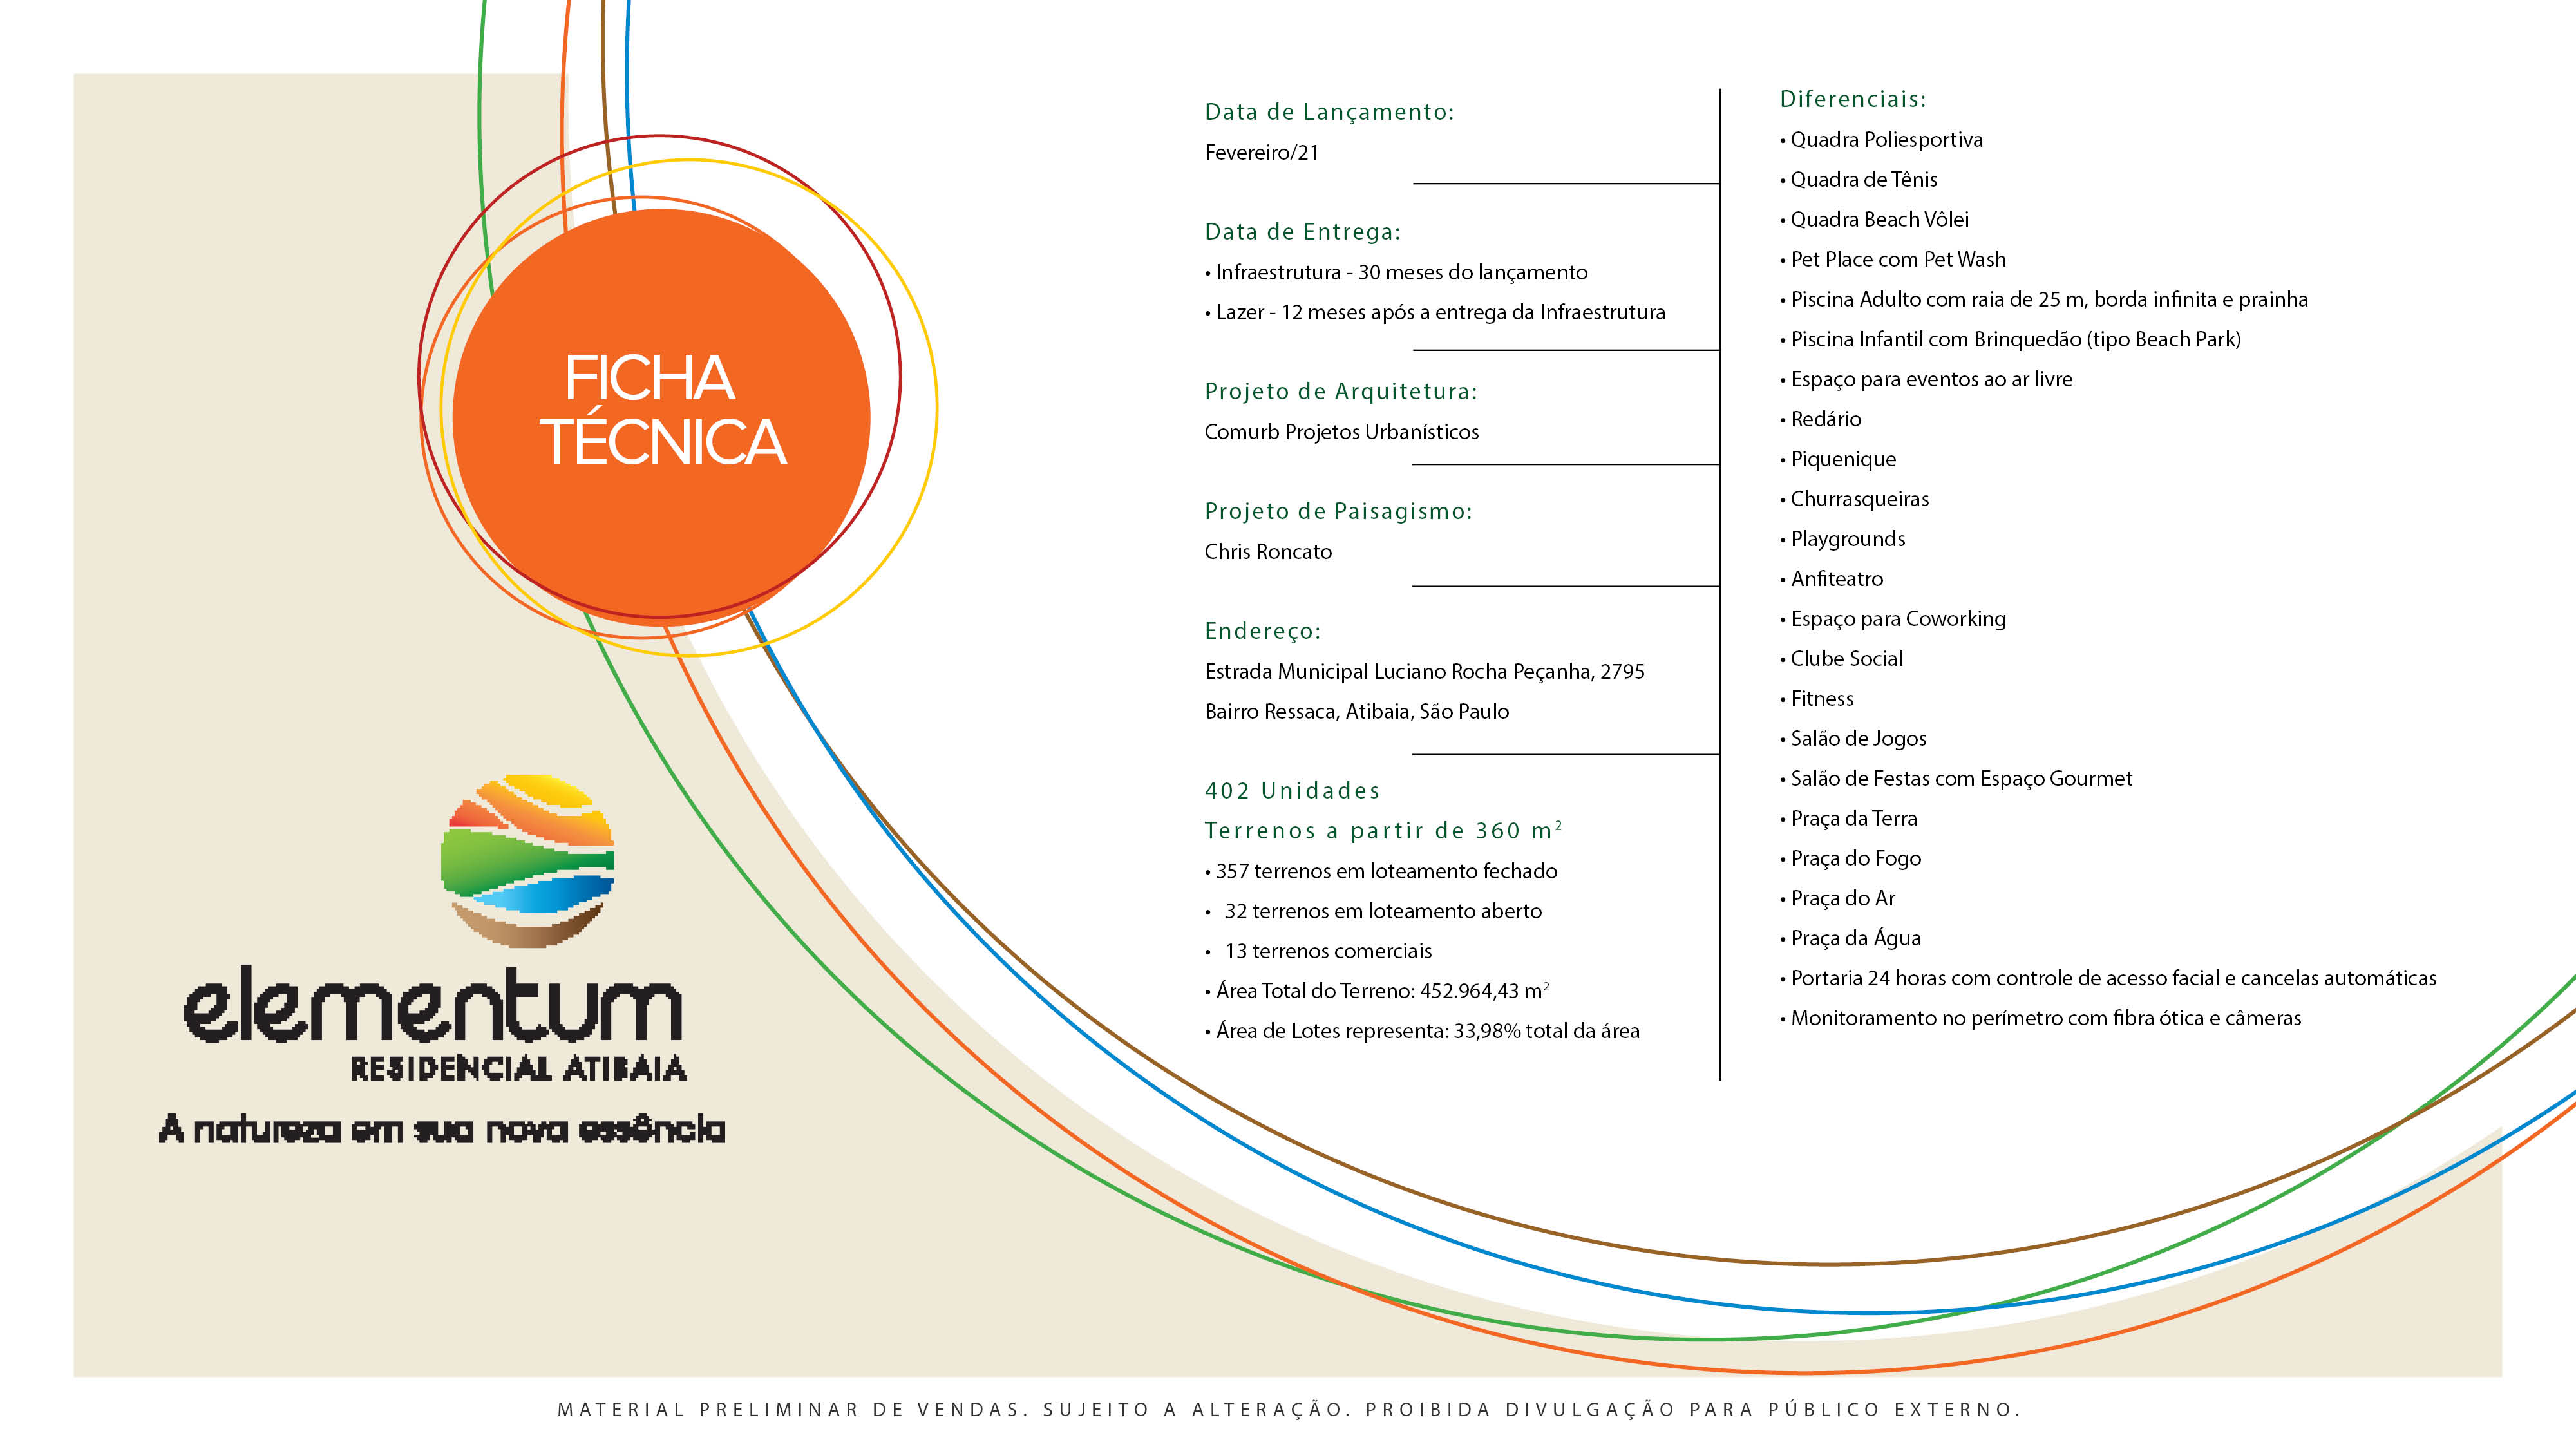 FICHA
TÉCNICA
elementum
RESIDENCIAL ATIBAIA
A natureza em sua nova essência
Data de Lançamento:
Fevereiro/21
Data de Entrega:
• Infraestrutura - 30 meses do lançamento
• Lazer - 12 meses após a entrega da Infraestrutura
Projeto de Arquitetura:
Comurb Projetos Urbanísticos
Projeto de Paisagismo:
Chris Roncato
Endereço:
Estrada Municipal Luciano Rocha Peçanha, 2795
Bairro Ressaca, Atibaia, São Paulo
402 Unidades
Terrenos a partir de 360 m²
• 357 terrenos em loteamento fechado
• 32 terrenos em loteamento aberto
• 13 terrenos comerciais
• Área Total do Terreno: 452.964,43 m²
• Área de Lotes representa: 33,98% total da área
Diferenciais:
• Quadra Poliesportiva
• Quadra de Tênis
• Quadra Beach Vôlei
• Pet Place com Pet Wash
• Piscina Adulto com raia de 25 m, borda infinita e prainha
• Piscina Infantil com Brinquedão (tipo Beach Park)
• Espaço para eventos ao ar livre
• Redário
• Piquenique
• Churrasqueiras
• Playgrounds
• Anfiteatro
• Espaço para Coworking
• Clube Social
• Fitness
• Salão de Jogos
• Salão de Festas com Espaço Gourmet
• Praça da Terra
• Praça do Fogo
• Praça do Ar
• Praça da Água
• Portaria 24 horas com controle de acesso facial e cancelas automáticas
• Monitoramento no perímetro com fibra ótica e câmeras
MATERIAL PRELIMINAR DE VENDAS. SUJEITO A ALTERAÇÃO. PROIBIDA DIVULGAÇÃO PARA PÚBLICO EXTERNO.